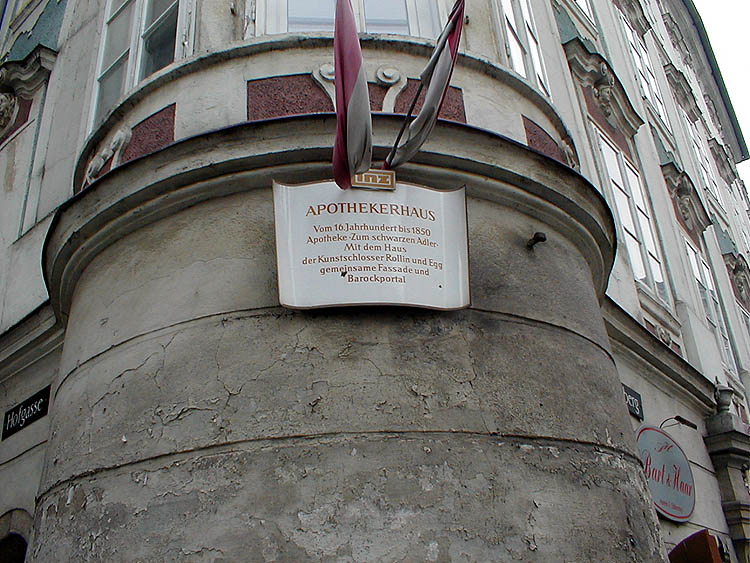 LinZ
APOTHEKERHAUS
Vom 16. Jahrhundert bis 1850
Apotheke -Zum schwarzen Adler-
Mit dem Haus
der Kunstschlosser Rollin und Egg
gemeinsame Fassade und
Barockportal
Hofgasse
berg
Bart & Haar